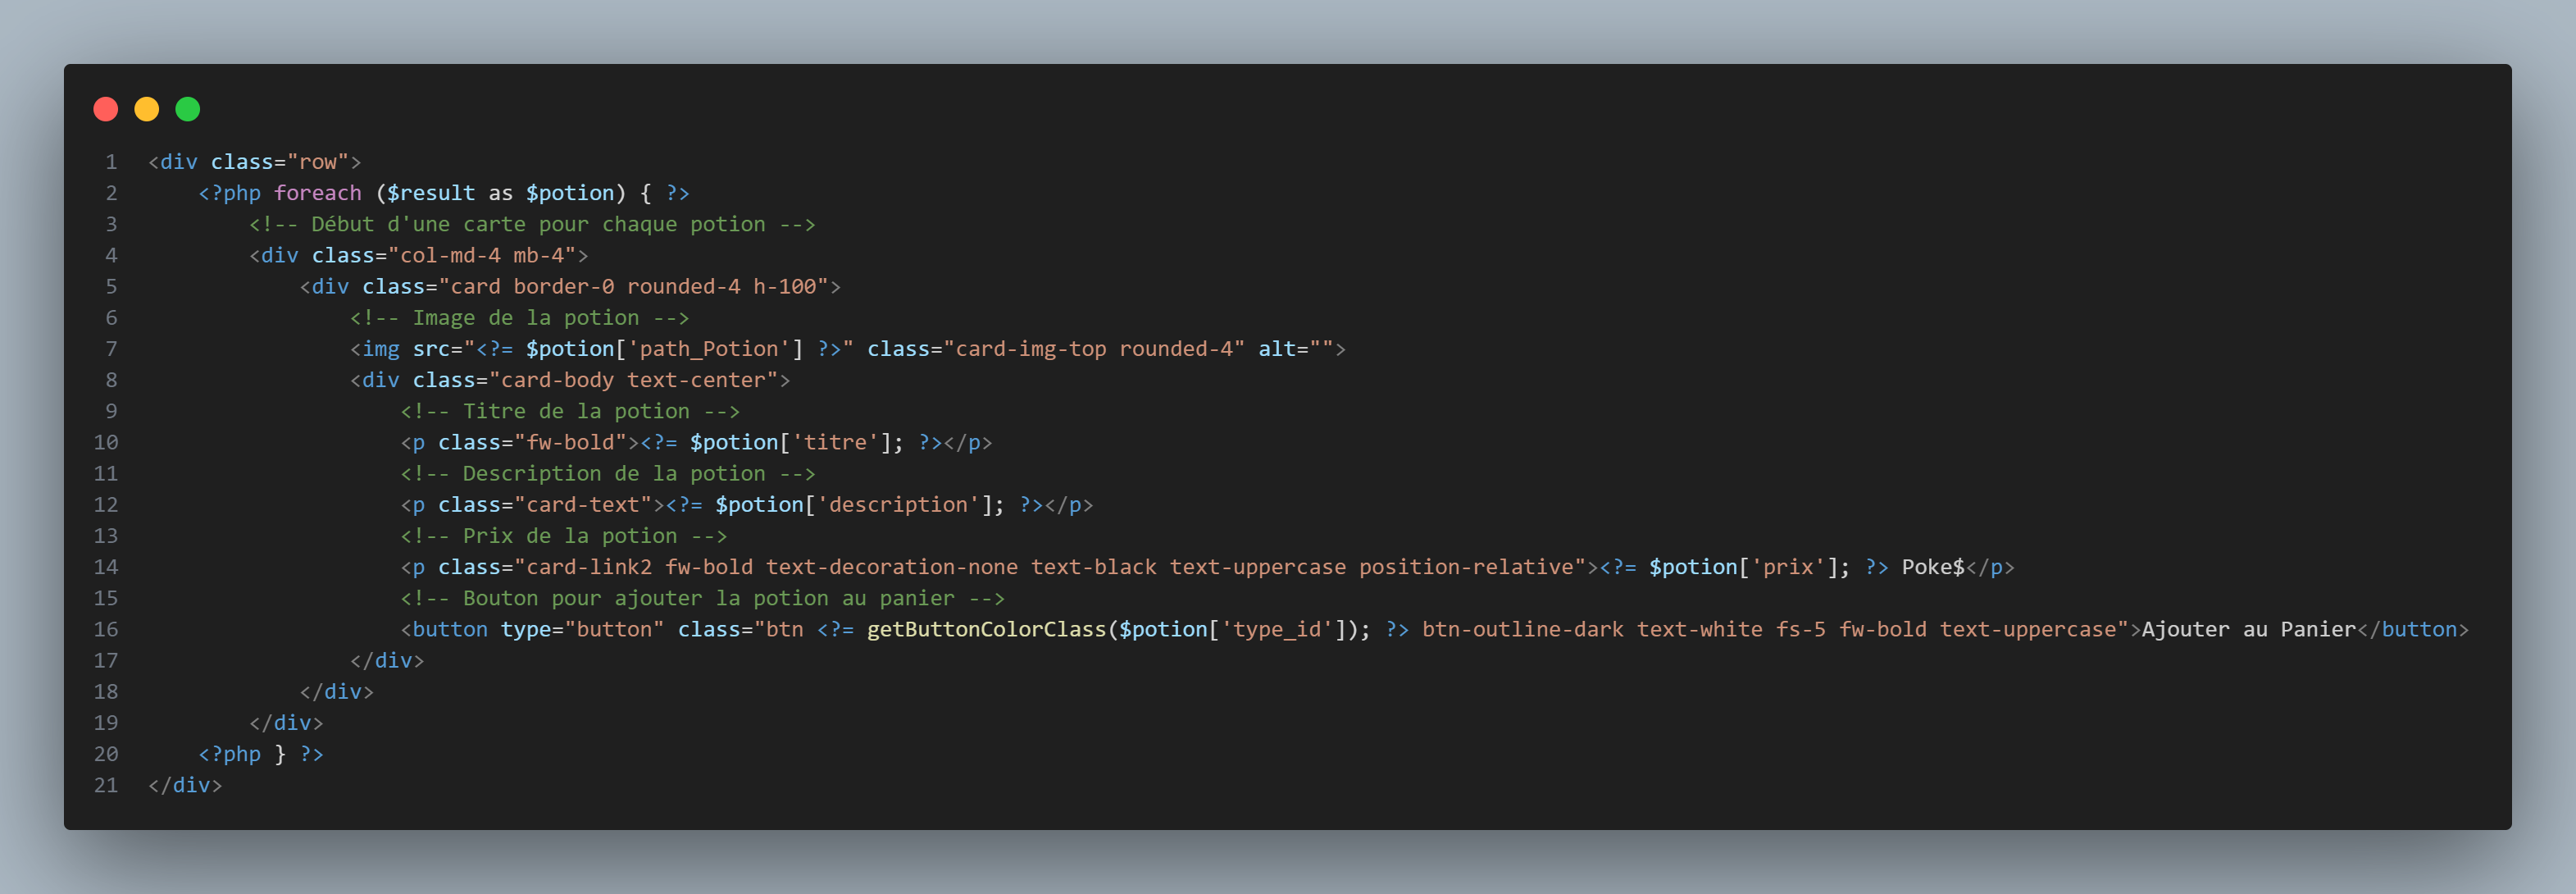 1 <div class="row">
2     <?php foreach ($result as $potion) { ?>
3         <!-- Début d'une carte pour chaque potion -->
4         <div class="col-md-4 mb-4">
5             <div class="card border-0 rounded-4 h-100">
6                 <!-- Image de la potion -->
7                 <img src="<?= $potion['path_Potion'] ?>" class="card-img-top rounded-4" alt="">
8                 <div class="card-body text-center">
9                     <!-- Titre de la potion -->
10                     <p class="fw-bold"><?= $potion['titre']; ?></p>
11                     <!-- Description de la potion -->
12                     <p class="card-text"><?= $potion['description']; ?></p>
13                     <!-- Prix de la potion -->
14                     <p class="card-link2 fw-bold text-decoration-none text-black text-uppercase position-relative"><?= $potion['prix']; ?> Poke$</p>
15                     <!-- Bouton pour ajouter la potion au panier -->
16                     <button type="button" class="btn <?= getButtonColorClass($potion['type_id']); ?> btn-outline-dark text-white fs-5 fw-bold text-uppercase">Ajouter au Panier</button>
17                 </div>
18             </div>
19         </div>
20     <?php } ?>
21 </div>